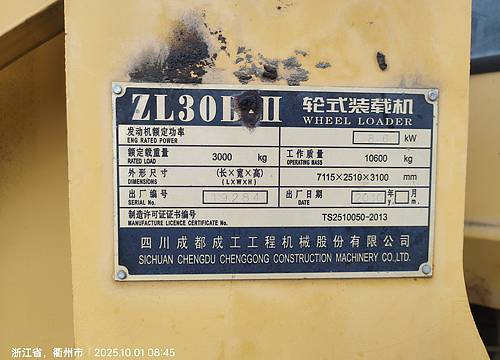 ZL30 II 轮式装载机
WHEEL LOADER
发动机额定功率 kW
ENG RATED POWER
额定载重量 3000 kg 工作质量 10600 kg
RATED LOAD OPERATING MASS
外形尺寸 (长×宽×高) 7115×2510×3100 mm
DIMENSIONS (L×W×H)
出厂编号 出厂日期 年 月
SERIAL No. DATE y m.
制造许可证证书编号 TS2510050-2013
MANUFACTURE LICENCE CERTIFICATE No.
四川成都成工工程机械股份有限公司
SICHUAN CHENGDU CHENGGONG CONSTRUCTION MACHINERY CO.,LTD.
浙江省，衢州市 2025.10.01 08:45